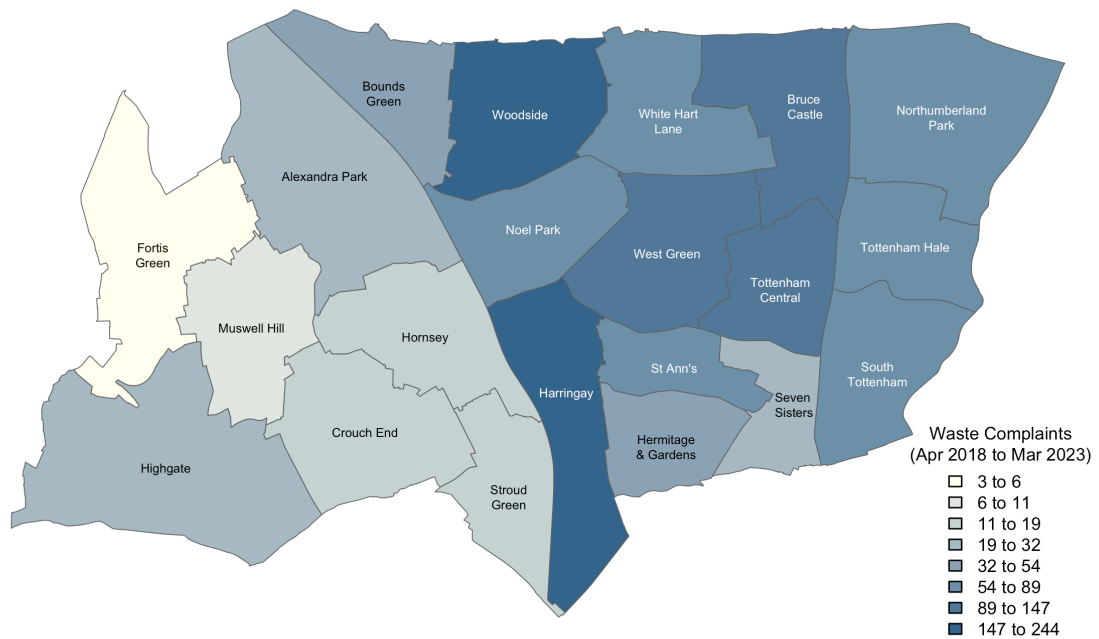 Bounds
Green
Woodside
White Hart
Lane
Bruce
Castle
Northumberland
Park
Alexandra Park
Fortis
Green
Noel Park
West Green
Tottenham Hale
Tottenham
Central
Muswell Hill
Hornsey
St Ann's
South
Tottenham
Harringay
Seven
Sisters
Crouch End
Hermitage
& Gardens
Highgate
Stroud
Green
Waste Complaints
(Apr 2018 to Mar 2023)
3 to 6
6 to 11
11 to 19
19 to 32
32 to 54
54 to 89
89 to 147
147 to 244